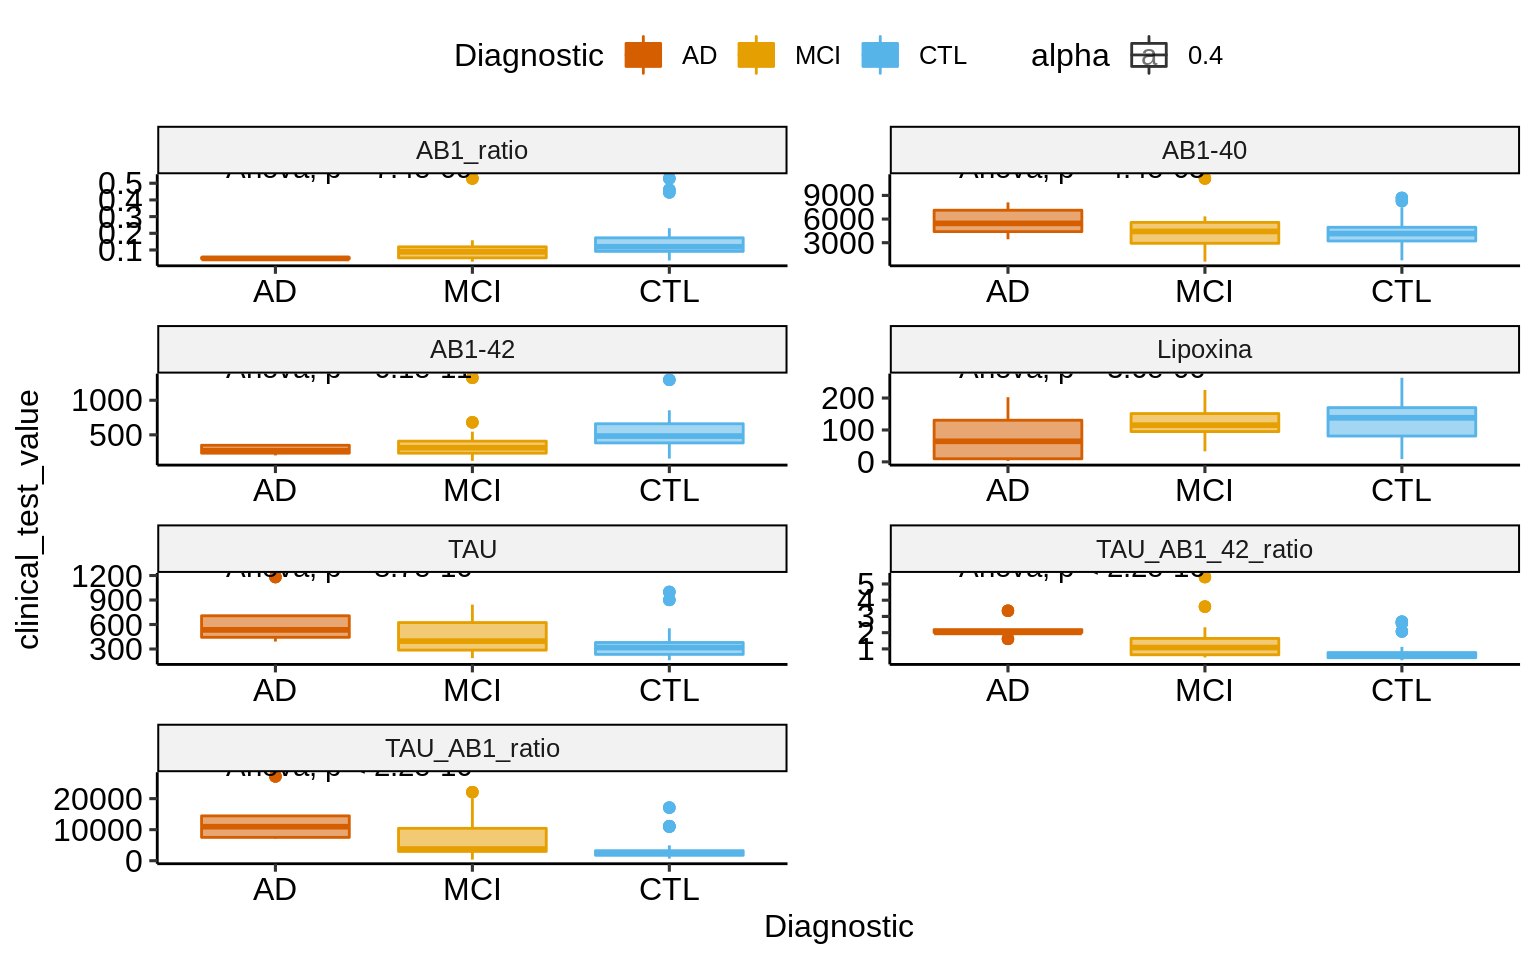 Diagnostic AD MCI CTL alpha a 0.4
AB1_ratio
0.5
0.4
0.3
0.2
0.1
AD MCI CTL
AB1-40
9000
6000
3000
AD MCI CTL
AB1-42
1000
500
AD MCI CTL
Lipoxina
200
100
0
AD MCI CTL
TAU
1200
900
600
300
AD MCI CTL
TAU_AB1_42_ratio
5
4
3
2
1
AD MCI CTL
TAU_AB1_ratio
20000
10000
0
AD MCI CTL
clinical_test_value
Diagnostic